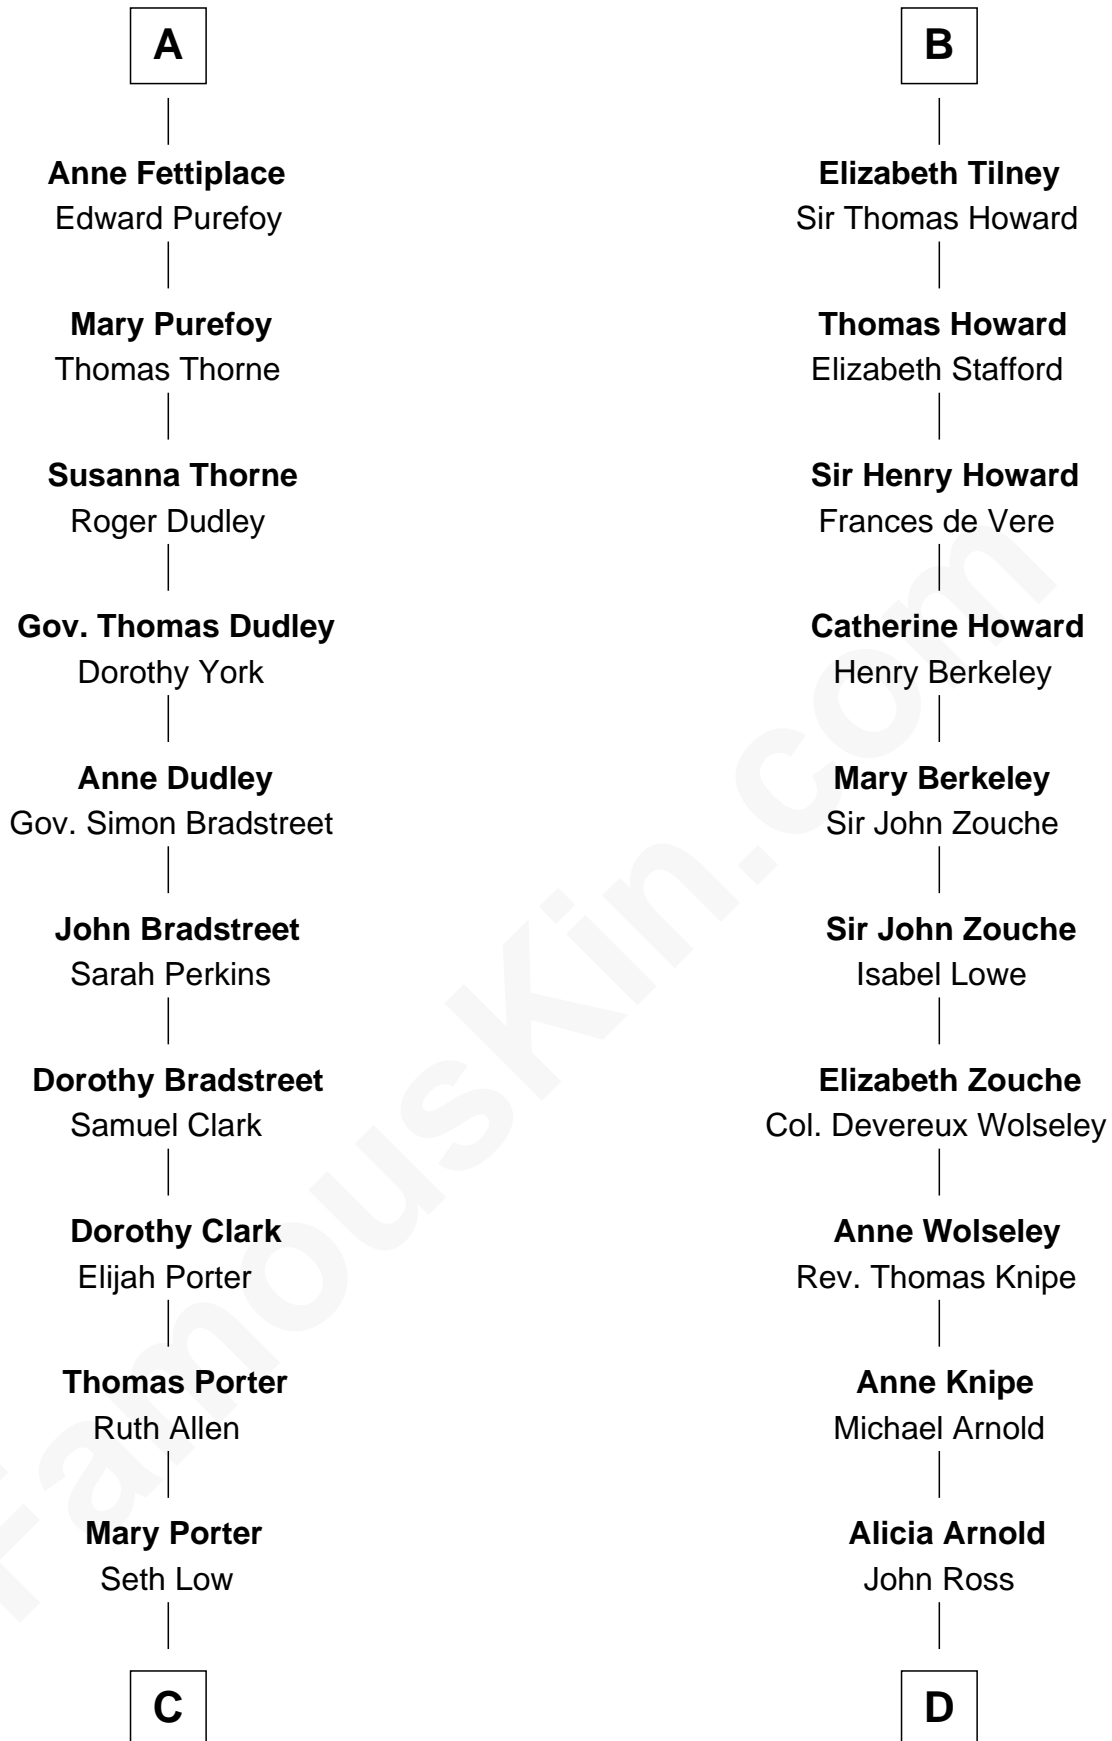 A
Anne Fettiplace
Edward Purefoy
Mary Purefoy
Thomas Thorne
Susanna Thorne
Roger Dudley
Gov. Thomas Dudley
Dorothy York
Anne Dudley
Gov. Simon Bradstreet
John Bradstreet
Sarah Perkins
Dorothy Bradstreet
Samuel Clark
Dorothy Clark
Elijah Porter
Thomas Porter
Ruth Allen
Mary Porter
Seth Low
C
B
Elizabeth Tilney
Sir Thomas Howard
Thomas Howard
Elizabeth Stafford
Sir Henry Howard
Frances de Vere
Catherine Howard
Henry Berkeley
Mary Berkeley
Sir John Zouche
Sir John Zouche
Isabel Lowe
Elizabeth Zouche
Col. Devereux Wolseley
Anne Wolseley
Rev. Thomas Knipe
Anne Knipe
Michael Arnold
Alicia Arnold
John Ross
D
FamousKin.com